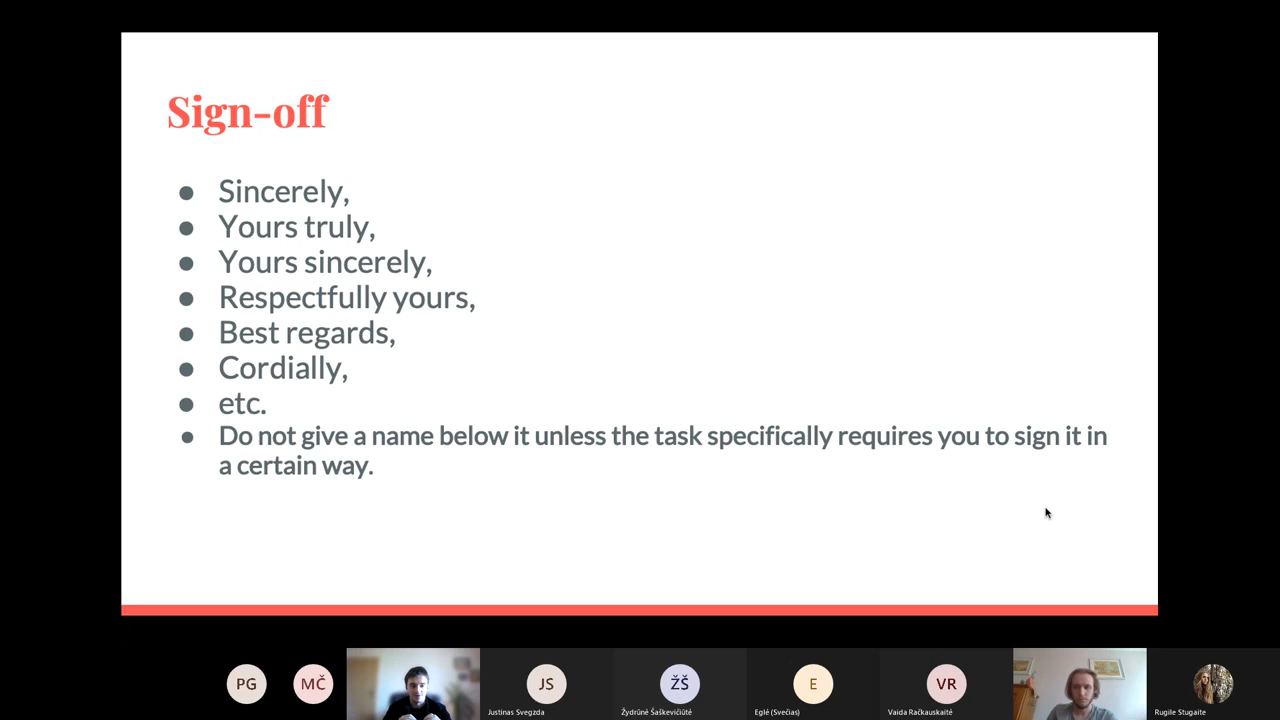 Sign-off
● Sincerely,
● Yours truly,
● Yours sincerely,
● Respectfully yours,
● Best regards,
● Cordially,
● etc.
● Do not give a name below it unless the task specifically requires you to sign it in
a certain way.
PG
MČ
JS
ŽŠ
E
VR
Justinas Svegzda
Žydrūnė Šaškevičiūtė
Eglė (Svečias)
Vaida Račkauskaitė
Rugile Stugaite